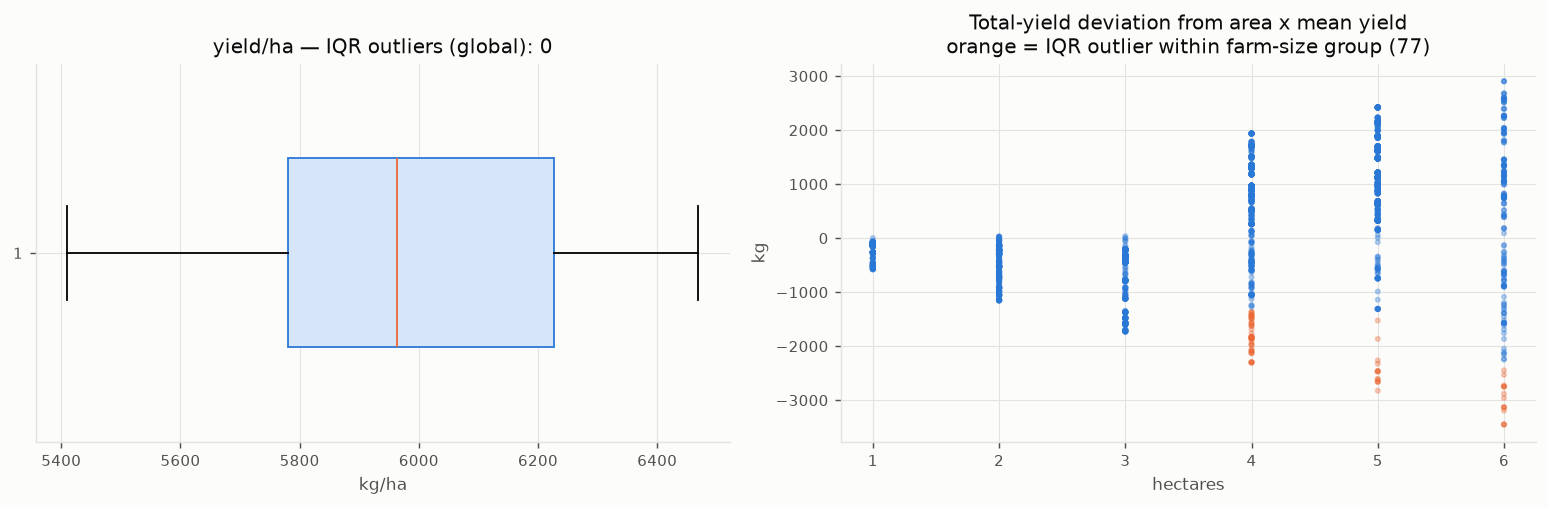 yield/ha — IQR outliers (global): 0
1
5400 5600 5800 6000 6200 6400
kg/ha
Total-yield deviation from area x mean yield
orange = IQR outlier within farm-size group (77)
3000
2000
1000
0
−1000
−2000
−3000
kg
1 2 3 4 5 6
hectares